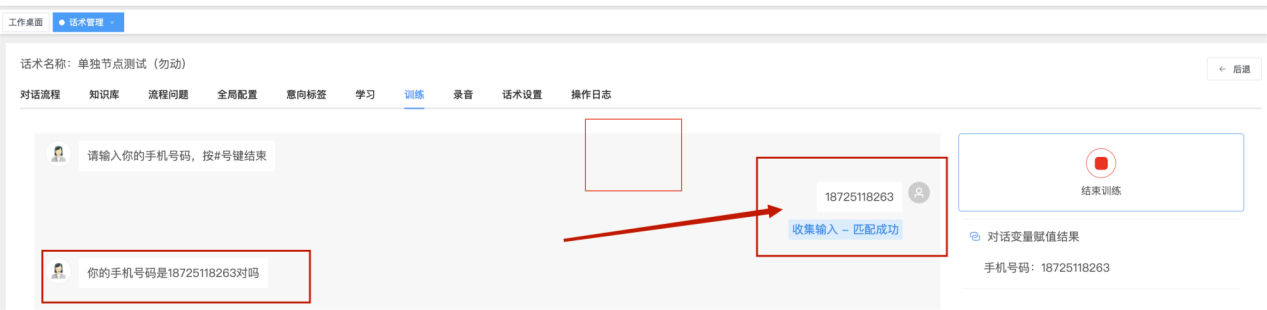 工作桌面
话术管理
话术名称：单独节点测试（勿动）
← 后退
对话流程 知识库 流程问题 全局配置 意向标签 学习 训练 录音 话术设置 操作日志
请输入你的手机号码，按#号键结束
18725118263
收集输入 – 匹配成功
你的手机号码是18725118263对吗
结束训练
对话变量赋值结果
手机号码：18725118263